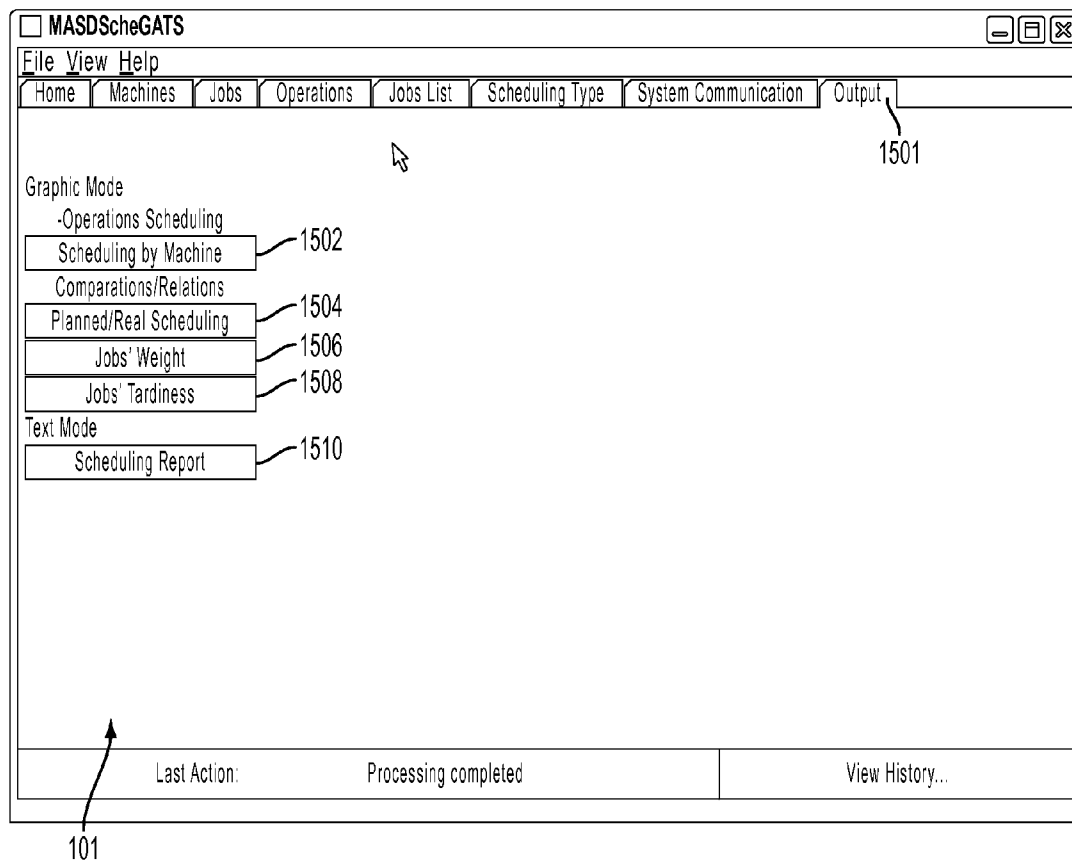 MASDScheGATS
File View Help
Home Machines Jobs Operations Jobs List Scheduling Type System Communication Output
1501
Graphic Mode
-Operations Scheduling
Scheduling by Machine 1502
Comparations/Relations
Planned/Real Scheduling 1504
Jobs' Weight 1506
Jobs' Tardiness 1508
Text Mode
Scheduling Report 1510
Last Action: Processing completed View History...
101